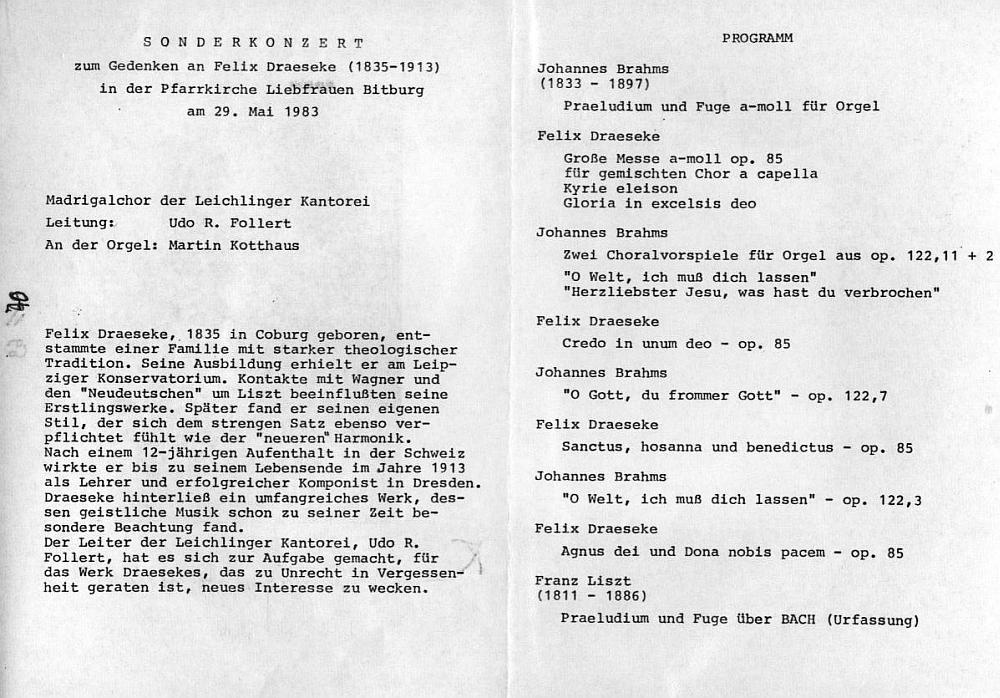 S O N D E R K O N Z E R T
zum Gedenken an Felix Draeseke (1835-1913)
in der Pfarrkirche Liebfrauen Bitburg
am 29. Mai 1983
Madrigalchor der Leichlinger Kantorei
Leitung: Udo R. Follert
An der Orgel: Martin Kotthaus
Felix Draeseke, 1835 in Coburg geboren, ent-
stammte einer Familie mit starker theologischer
Tradition. Seine Ausbildung erhielt er am Leip-
ziger Konservatorium. Kontakte mit Wagner und
den "Neudeutschen" um Liszt beeinflußten seine
Erstlingswerke. Später fand er seinen eigenen
Stil, der sich dem strengen Satz ebenso ver-
pflichtet fühlt wie der "neueren" Harmonik.
Nach einem 12-jährigen Aufenthalt in der Schweiz
wirkte er bis zu seinem Lebensende im Jahre 1913
als Lehrer und erfolgreicher Komponist in Dresden.
Draeseke hinterließ ein umfangreiches Werk, des-
sen geistliche Musik schon zu seiner Zeit be-
sondere Beachtung fand.
Der Leiter der Leichlinger Kantorei, Udo R.
Follert, hat es sich zur Aufgabe gemacht, für
das Werk Draesekes, das zu Unrecht in Vergessen-
heit geraten ist, neues Interesse zu wecken.
PROGRAMM
Johannes Brahms
(1833 - 1897)
Praeludium und Fuge a-moll für Orgel
Felix Draeseke
Große Messe a-moll op. 85
für gemischten Chor a capella
Kyrie eleison
Gloria in excelsis deo
Johannes Brahms
Zwei Choralvorspiele für Orgel aus op. 122,11 + 2
"O Welt, ich muß dich lassen"
"Herzliebster Jesu, was hast du verbrochen"
Felix Draeseke
Credo in unum deo - op. 85
Johannes Brahms
"O Gott, du frommer Gott" - op. 122,7
Felix Draeseke
Sanctus, hosanna und benedictus - op. 85
Johannes Brahms
"O Welt, ich muß dich lassen" - op. 122,3
Felix Draeseke
Agnus dei und Dona nobis pacem - op. 85
Franz Liszt
(1811 - 1886)
Praeludium und Fuge über BACH (Urfassung)